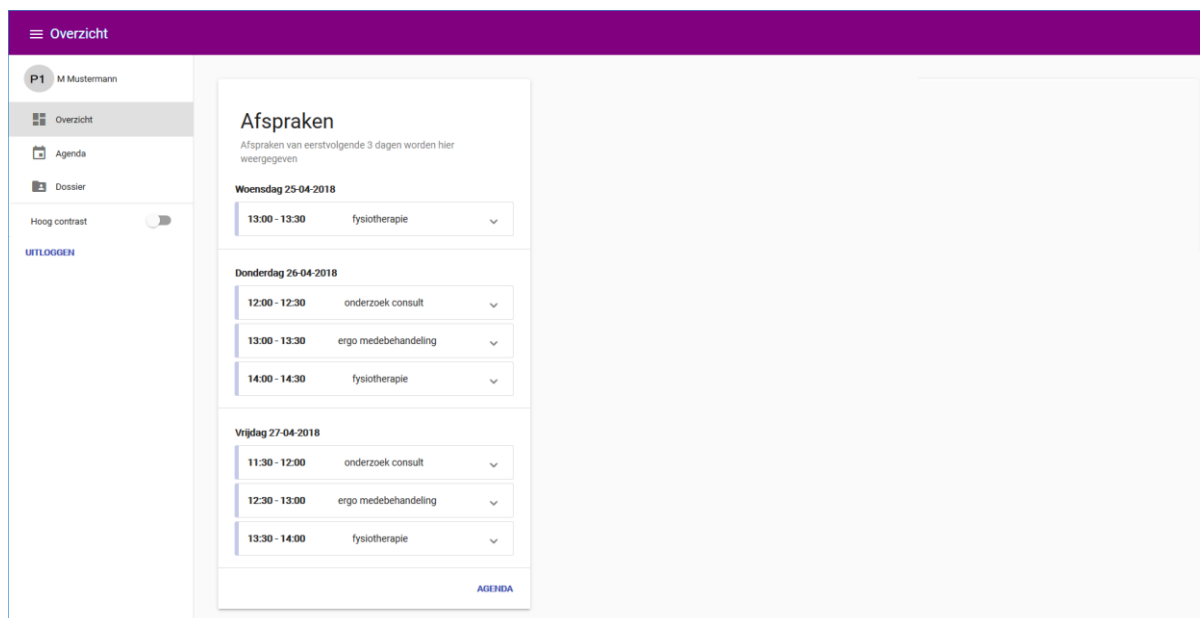 Overzicht
P1 M Mustermann
Overzicht
Agenda
Dossier
Hoog contrast
UITLOGGEN
Afspraken
Afspraken van eerstvolgende 3 dagen worden hier
weergegeven
Woensdag 25-04-2018
13:00 - 13:30 fysiotherapie
Donderdag 26-04-2018
12:00 - 12:30 onderzoek consult
13:00 - 13:30 ergo medebehandeling
14:00 - 14:30 fysiotherapie
Vrijdag 27-04-2018
11:30 - 12:00 onderzoek consult
12:30 - 13:00 ergo medebehandeling
13:30 - 14:00 fysiotherapie
AGENDA